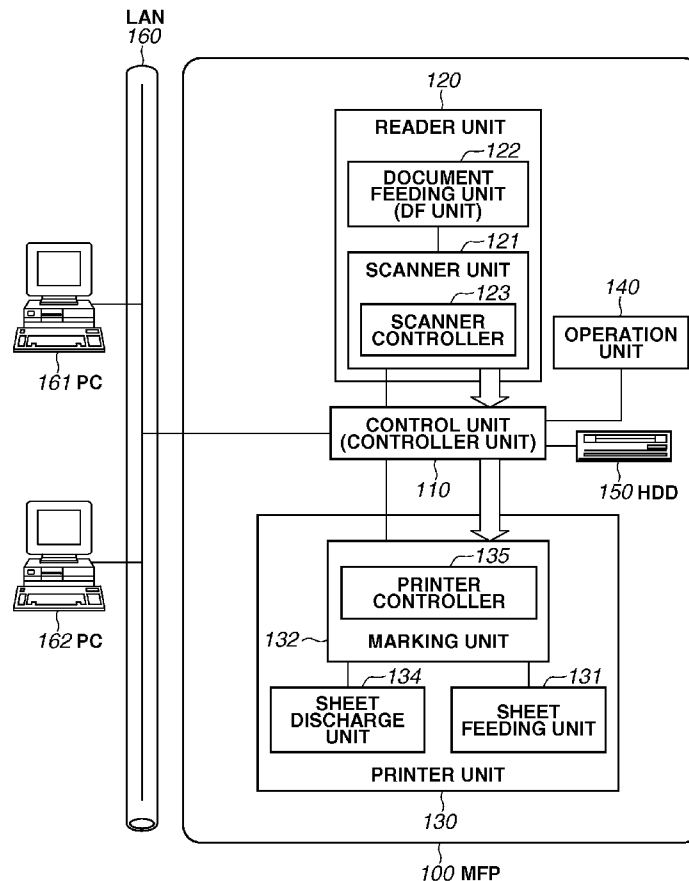 LAN
160
120
READER UNIT
122
DOCUMENT
FEEDING UNIT
(DF UNIT)
121
SCANNER UNIT
123
SCANNER
CONTROLLER
140
OPERATION
UNIT
161 PC
CONTROL UNIT
(CONTROLLER UNIT)
110
150 HDD
135
PRINTER
CONTROLLER
132
MARKING UNIT
162 PC
134
SHEET
DISCHARGE
UNIT
131
SHEET
FEEDING UNIT
PRINTER UNIT
130
100 MFP